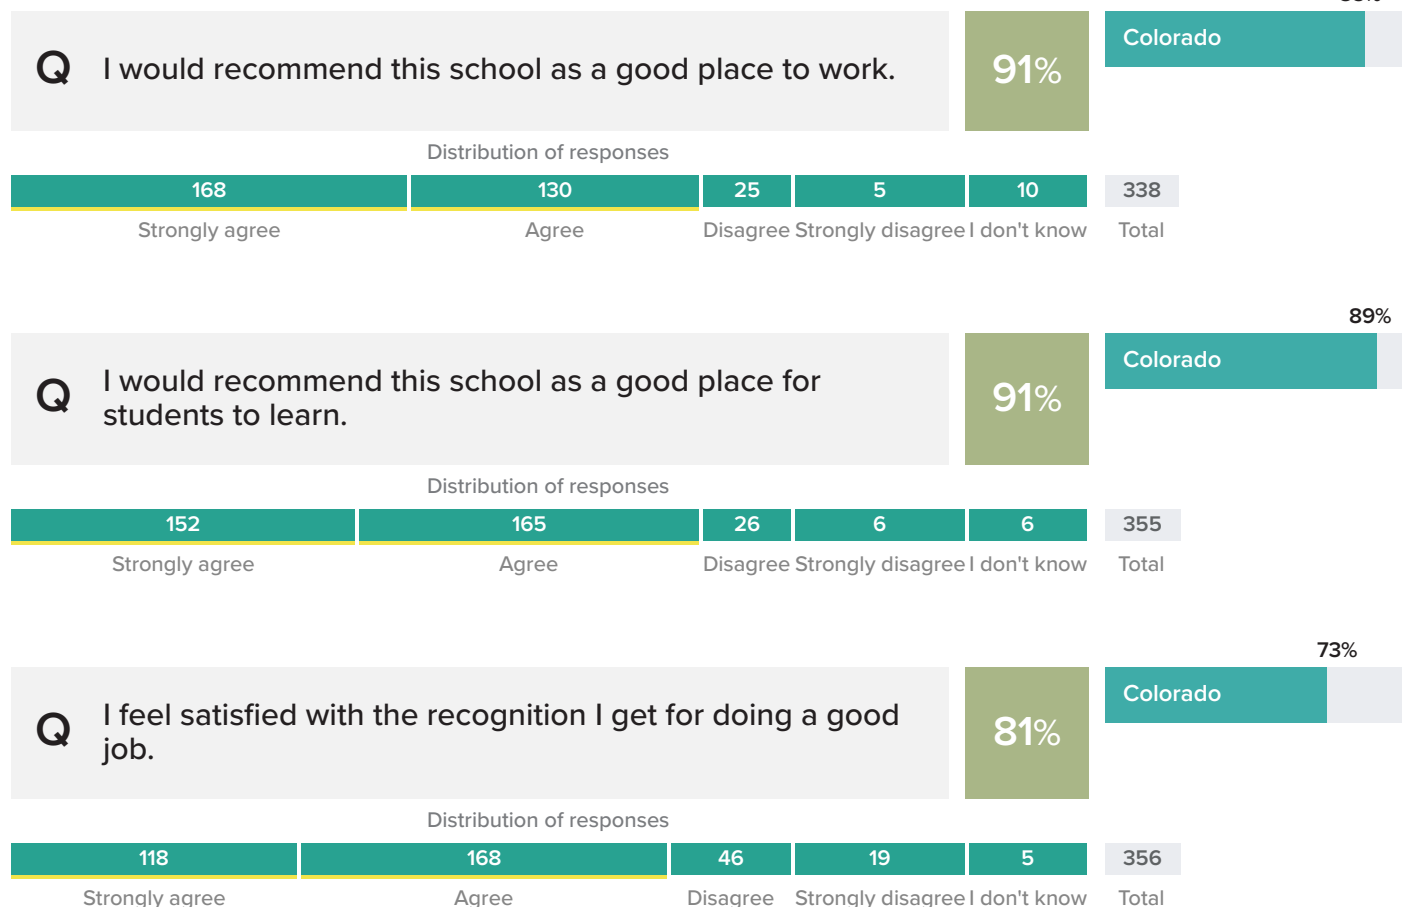 Q I would recommend this school as a good place to work.
91%
Colorado
Distribution of responses
168 130 25 5 10 338
Strongly agree Agree Disagree Strongly disagree I don't know Total
89%
Q I would recommend this school as a good place for
students to learn.
91%
Colorado
Distribution of responses
152 165 26 6 6 355
Strongly agree Agree Disagree Strongly disagree I don't know Total
73%
Q I feel satisfied with the recognition I get for doing a good
job.
81%
Colorado
Distribution of responses
118 168 46 19 5 356
Strongly agree Agree Disagree Strongly disagree I don't know Total